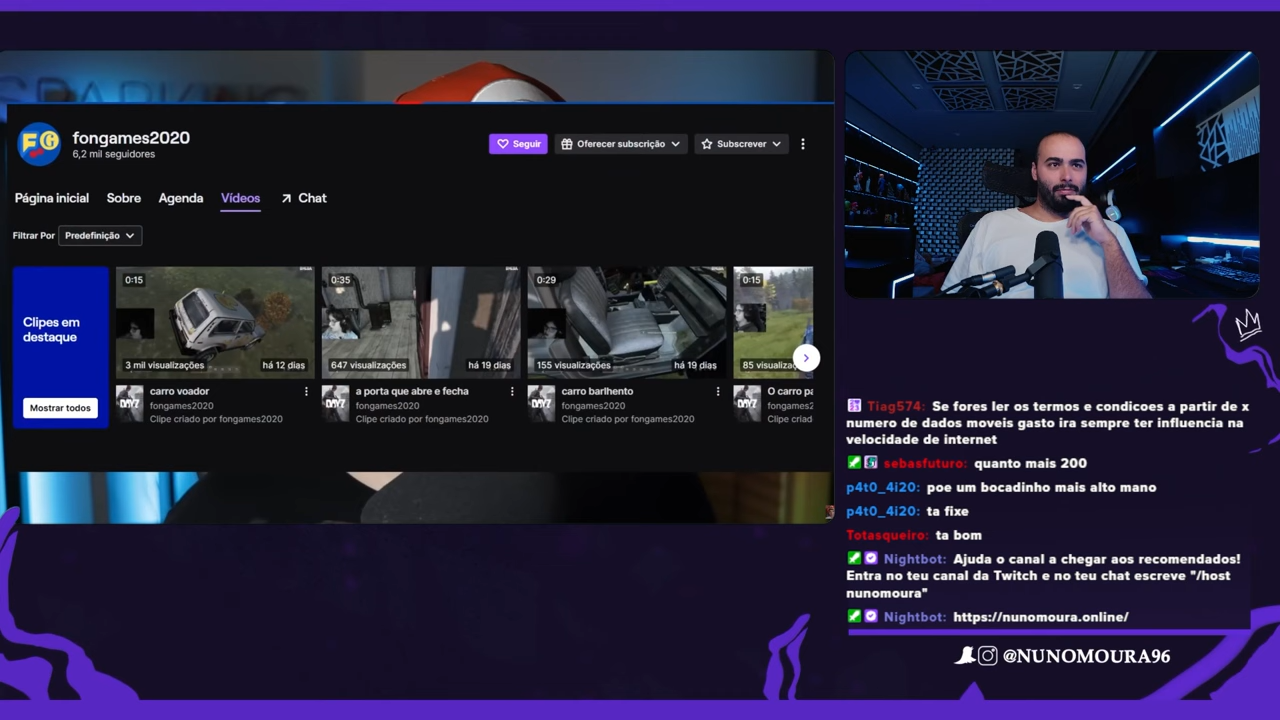 SPARKING
fongames2020
6,2 mil seguidores
Seguir
Oferecer subscrição
Subscrever
Página inicial
Sobre
Agenda
Vídeos
Chat
Filtrar Por
Predefinição
Clipes em
destaque
Mostrar todos
0:15
3 mil visualizações
há 12 dias
carro voador
fongames2020
Clipe criado por fongames2020
0:35
647 visualizações
há 19 dias
a porta que abre e fecha
fongames2020
Clipe criado por fongames2020
0:29
155 visualizações
há 19 dias
carro barlhento
fongames2020
Clipe criado por fongames2020
0:15
85 visualiza
O carro pa
fongames2
Clipe criad
Tiag574: Se fores ler os termos e condicoes a partir de x
numero de dados moveis gasto ira sempre ter influencia na
velocidade de internet
sebasfuturo: quanto mais 200
p4t0_4i20: poe um bocadinho mais alto mano
p4t0_4i20: ta fixe
Totasqueiro: ta bom
Nightbot: Ajuda o canal a chegar aos recomendados!
Entra no teu canal da Twitch e no teu chat escreve "/host
nunomoura"
Nightbot: https://nunomoura.online/
@NUNOMOURA96